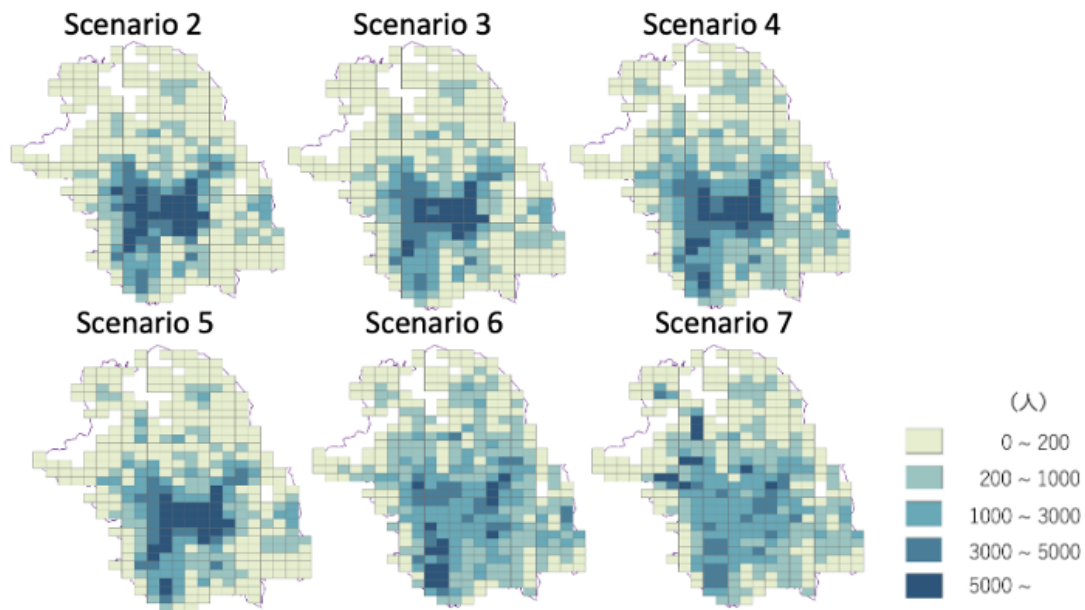 Scenario 2
Scenario 3
Scenario 4
Scenario 5
Scenario 6
Scenario 7
(人)
0 ~ 200
200 ~ 1000
1000 ~ 3000
3000 ~ 5000
5000 ~